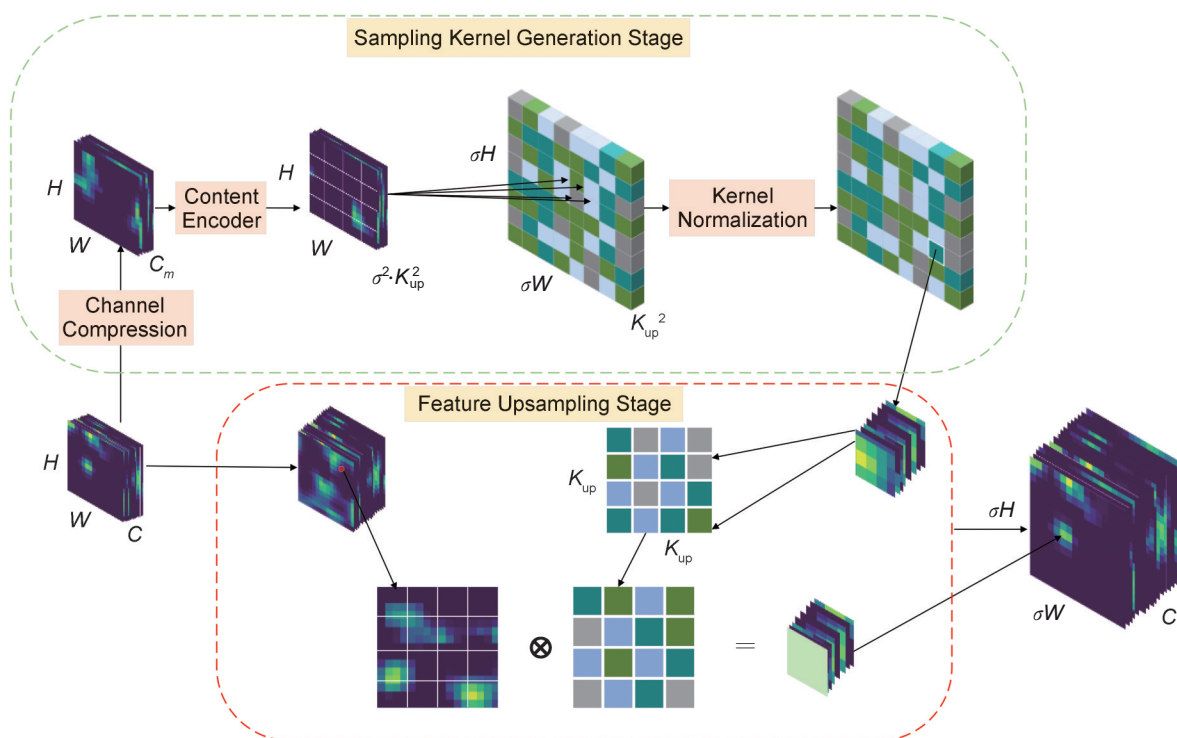 Sampling Kernel Generation Stage
σH
H
H
Content
Encoder
Kernel
Normalization
W
W
C_m
σ²·K²_up
σW
K_up²
Channel
Compression
Feature Upsampling Stage
H
K_up
W
C
K_up
σH
⊗
=
σW
C